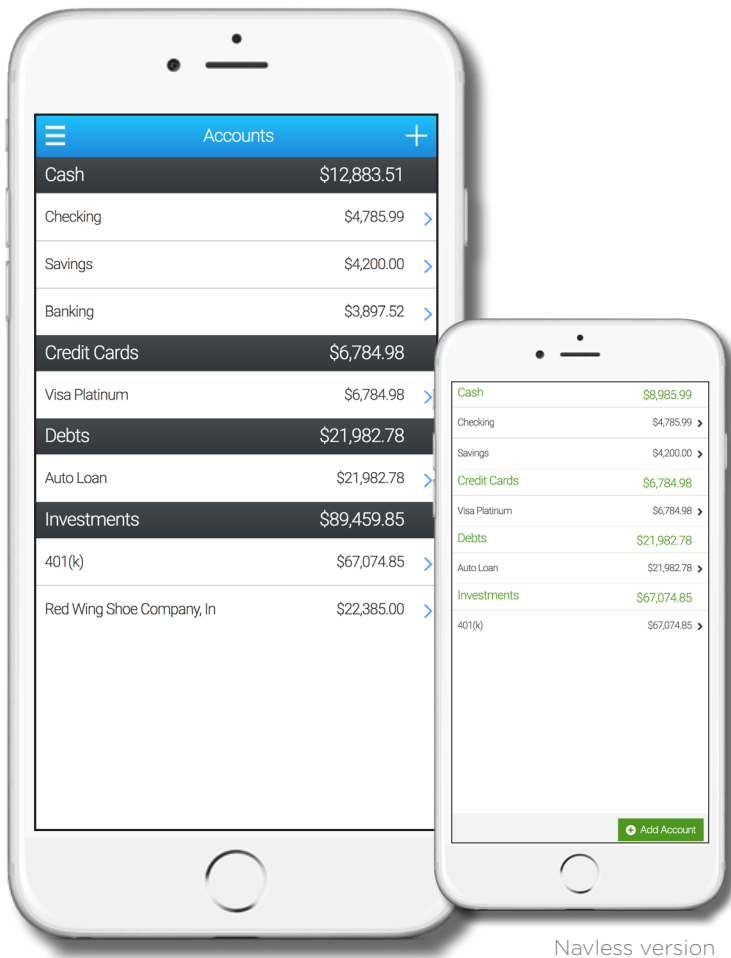 Accounts
Cash $12,883.51
Checking $4,785.99
Savings $4,200.00
Banking $3,897.52
Credit Cards $6,784.98
Visa Platinum $6,784.98
Debts $21,982.78
Auto Loan $21,982.78
Investments $89,459.85
401(k) $67,074.85
Red Wing Shoe Company, In $22,385.00
Cash $8,985.99
Checking $4,785.99
Savings $4,200.00
Credit Cards $6,784.98
Visa Platinum $6,784.98
Debts $21,982.78
Auto Loan $21,982.78
Investments $67,074.85
401(k) $67,074.85
Add Account
Navless version